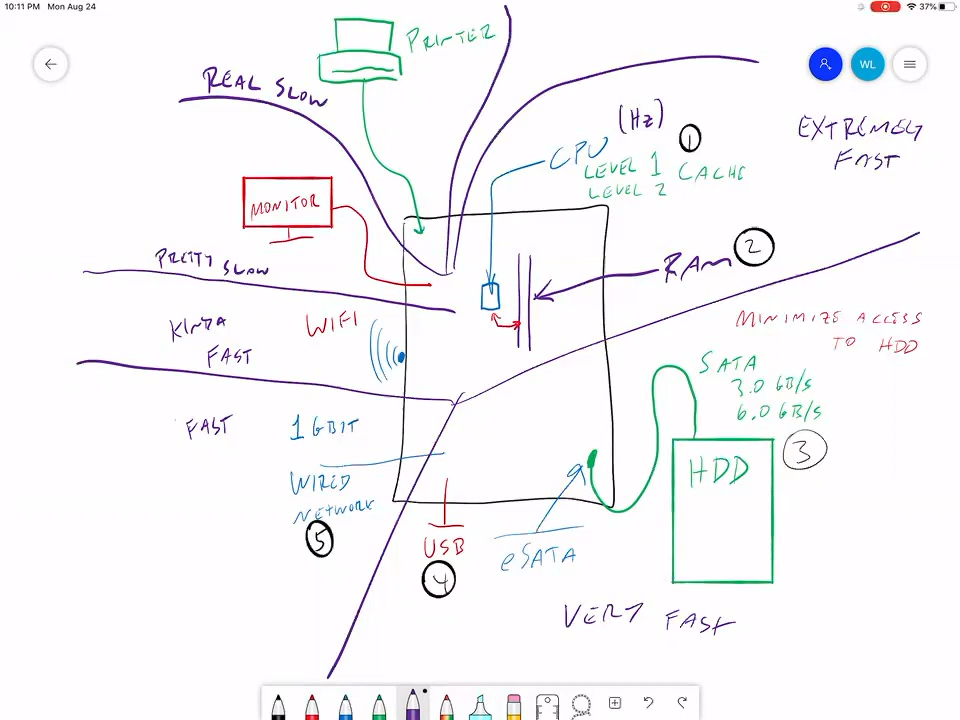 10:11 PM Mon Aug 24
37%
WL
PRINTER
REAL SLOW
(Hz)
1
CPU
LEVEL 1 CACHE
LEVEL 2
EXTREMELY
FAST
MONITOR
PRETTY SLOW
RAM
2
KINDA
FAST
WIFI
MINIMIZE ACCESS
TO HDD
SATA
3.0 GB/S
6.0 GB/S
FAST
1 GBIT
WIRED
NETWORK
5
HDD
3
USB
4
eSATA
VERY FAST